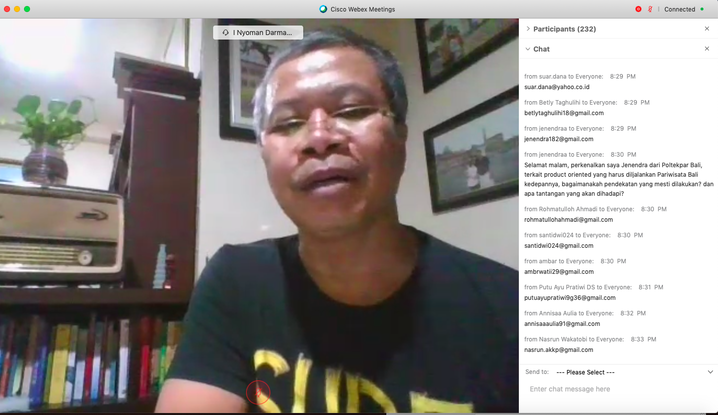 Cisco Webex Meetings
Connected
I Nyoman Darma...
Participants (232)
Chat
from suar.dana to Everyone: 8:29 PM
suar.dana@yahoo.co.id
from Betly Taghulihi to Everyone: 8:29 PM
betlytaghulihi18@gmail.com
from jenendraa to Everyone: 8:29 PM
jenendra182@gmail.com
from jenendraa to Everyone: 8:30 PM
Selamat malam, perkenalkan saya Jenendra dari Poltekpar Bali,
terkait product oriented yang harus diljalankan Pariwisata Bali
kedepannya, bagaimanakah pendekatan yang mesti dilakukan? dan
apa tantangan yang akan dihadapi?
from Rohmatulloh Ahmadi to Everyone: 8:30 PM
rohmatullohahmadi@gmail.com
from santidwi024 to Everyone: 8:30 PM
santidwi024@gmail.com
from ambar to Everyone: 8:30 PM
ambrwatii29@gmail.com
from Putu Ayu Pratiwi DS to Everyone: 8:31 PM
putuayupratiwi9g36@gmail.com
from Annisaa Aulia to Everyone: 8:32 PM
annisaaaulia91@gmail.com
from Nasrun Wakatobi to Everyone: 8:33 PM
nasrun.akkp@gmail.com
Send to: --- Please Select ---
Enter chat message here